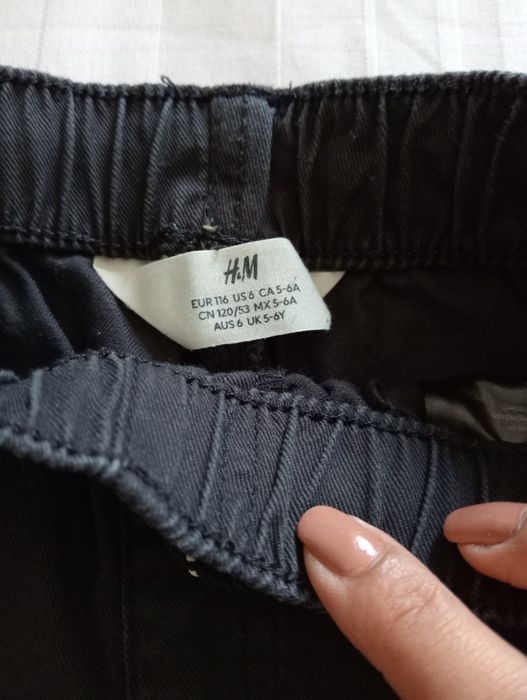 H&M
EUR 116 US 6 CA 5-6A
CN 120/53 MX 5-6A
AUS 6 UK 5-6Y